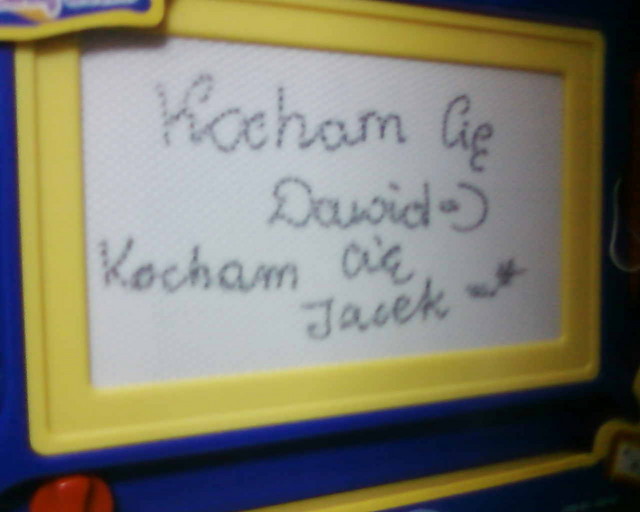 Kocham Cię
Dawid =)
Kocham Cię
Jacek =*